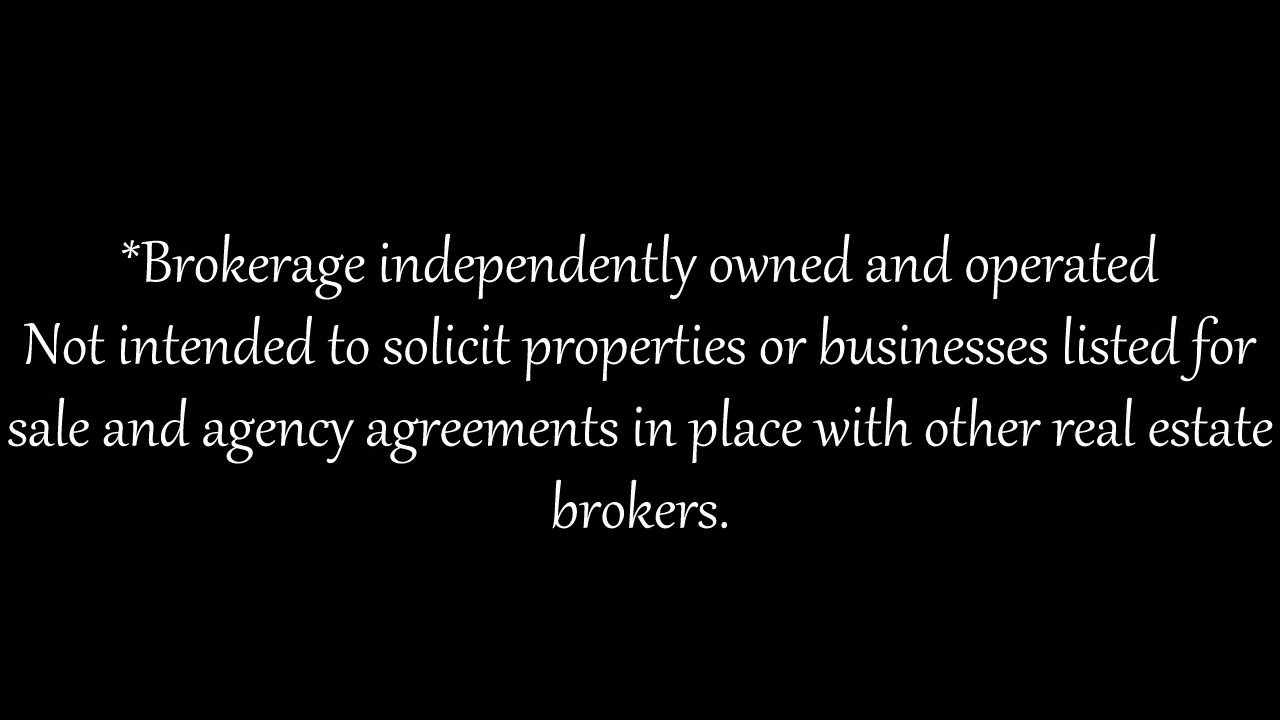 *Brokerage independently owned and operated
Not intended to solicit properties or businesses listed for
sale and agency agreements in place with other real estate
brokers.